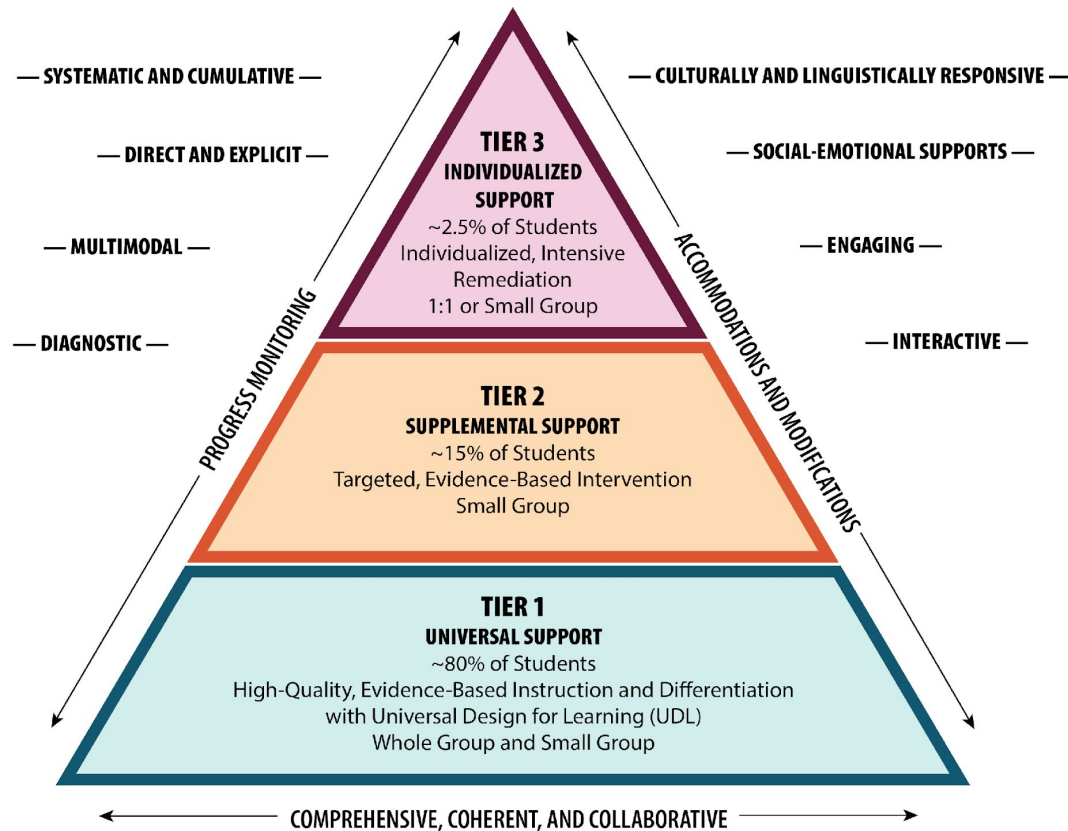 — SYSTEMATIC AND CUMULATIVE —
— DIRECT AND EXPLICIT —
— MULTIMODAL —
— DIAGNOSTIC —
PROGRESS MONITORING
TIER 3
INDIVIDUALIZED
SUPPORT
~2.5% of Students
Individualized, Intensive
Remediation
1:1 or Small Group
TIER 2
SUPPLEMENTAL SUPPORT
~15% of Students
Targeted, Evidence-Based Intervention
Small Group
TIER 1
UNIVERSAL SUPPORT
~80% of Students
High-Quality, Evidence-Based Instruction and Differentiation
with Universal Design for Learning (UDL)
Whole Group and Small Group
ACCOMMODATIONS AND MODIFICATIONS
— CULTURALLY AND LINGUISTICALLY RESPONSIVE —
— SOCIAL-EMOTIONAL SUPPORTS —
— ENGAGING —
— INTERACTIVE —
COMPREHENSIVE, COHERENT, AND COLLABORATIVE